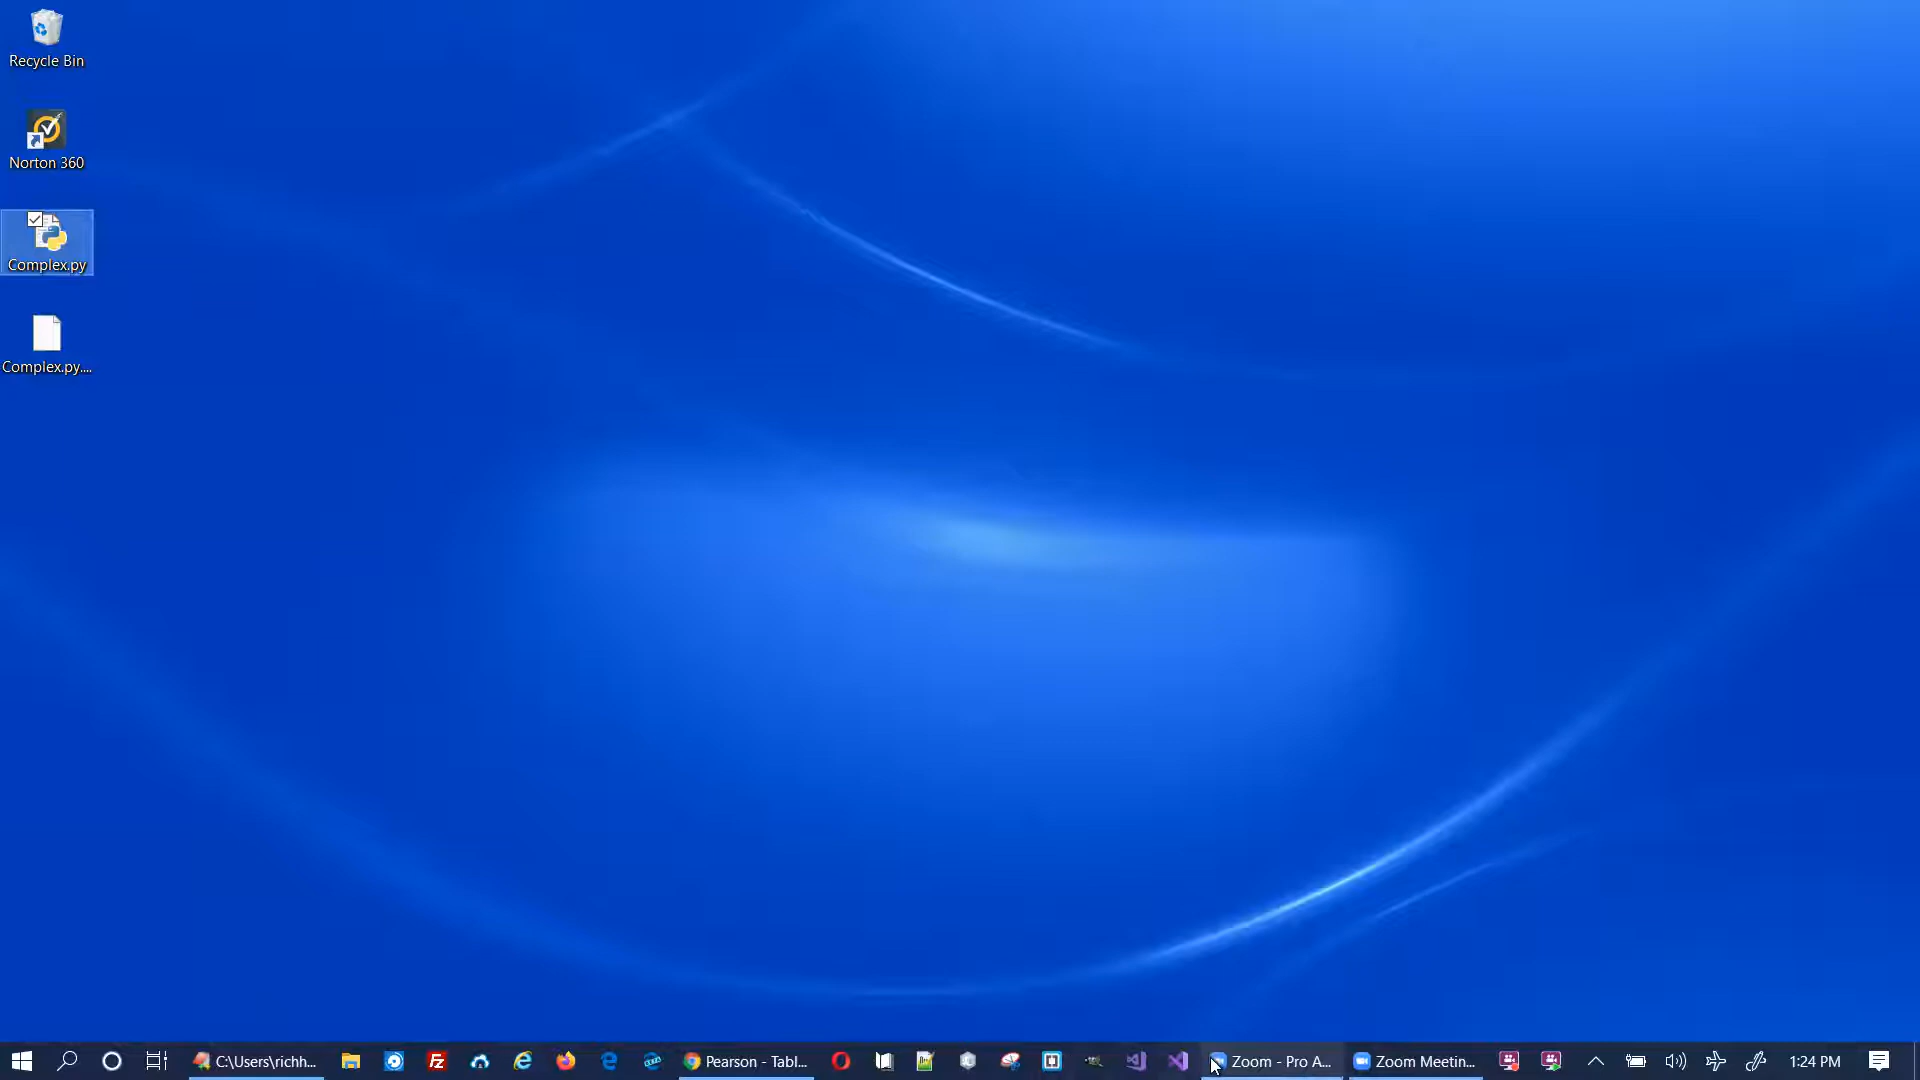 Recycle Bin
Norton 360
Complex.py
Complex.py....
C:\Users\richh...
Pearson - Tabl...
Zoom - Pro A...
Zoom Meetin...
1:24 PM